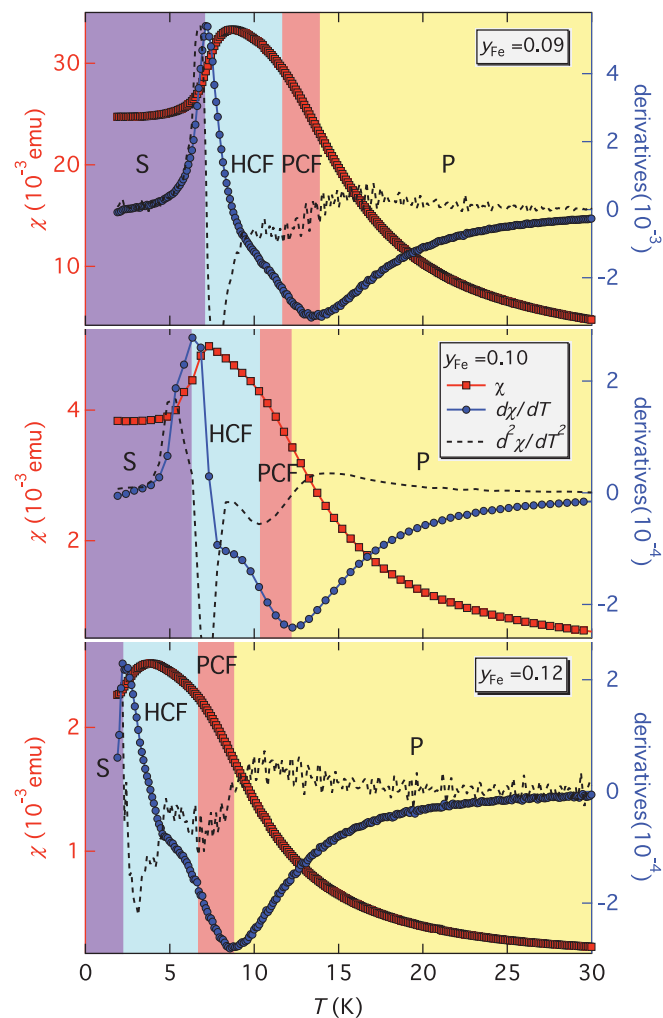 y_Fe =0.09
30
20
10
χ (10⁻³ emu)
4
2
0
-2
derivatives(10⁻³)
S
HCF
PCF
P
y_Fe =0.10
χ
dχ/dT
d²χ/dT²
4
2
χ (10⁻³ emu)
2
0
-2
derivatives(10⁻⁴)
S
HCF
PCF
P
y_Fe =0.12
2
1
χ (10⁻³ emu)
2
0
-2
derivatives(10⁻⁴)
S
HCF
PCF
P
0 5 10 15 20 25 30
T (K)